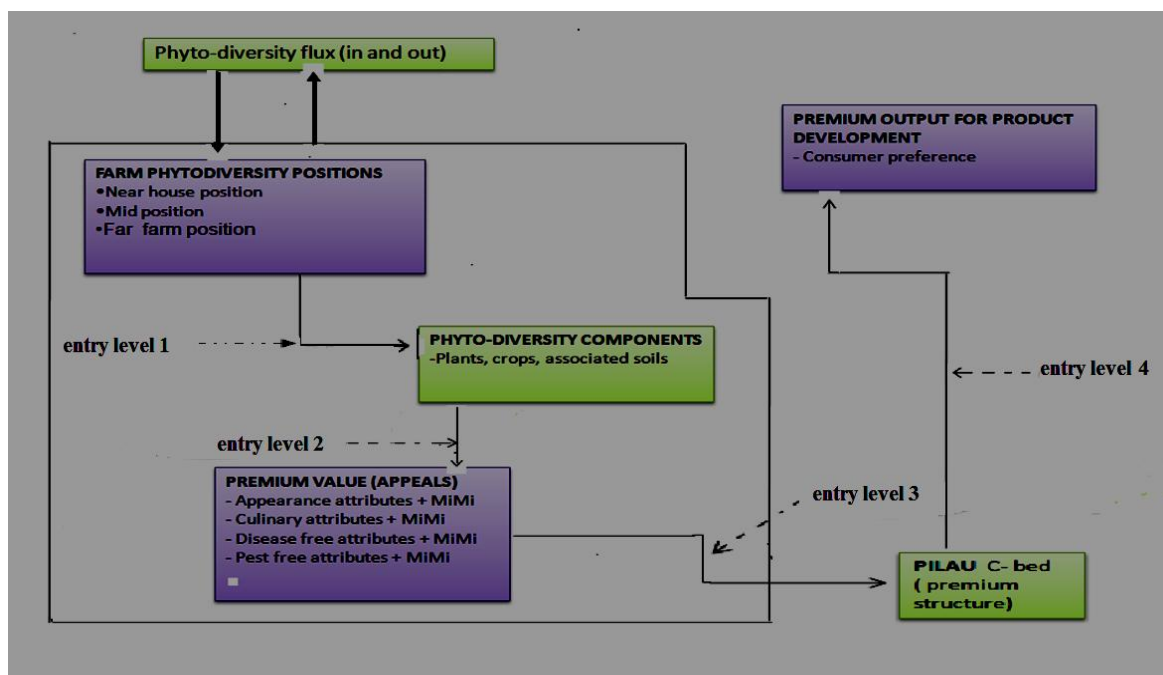 Phyto-diversity flux (in and out)
FARM PHYTODIVERSITY POSITIONS
•Near house position
•Mid position
•Far farm position
PREMIUM OUTPUT FOR PRODUCT
DEVELOPMENT
- Consumer preference
entry level 1
PHYTO-DIVERSITY COMPONENTS
-Plants, crops, associated soils
entry level 4
entry level 2
PREMIUM VALUE (APPEALS)
- Appearance attributes + MiMi
- Culinary attributes + MiMi
- Disease free attributes + MiMi
- Pest free attributes + MiMi
entry level 3
PILAU C- bed
( premium
structure)